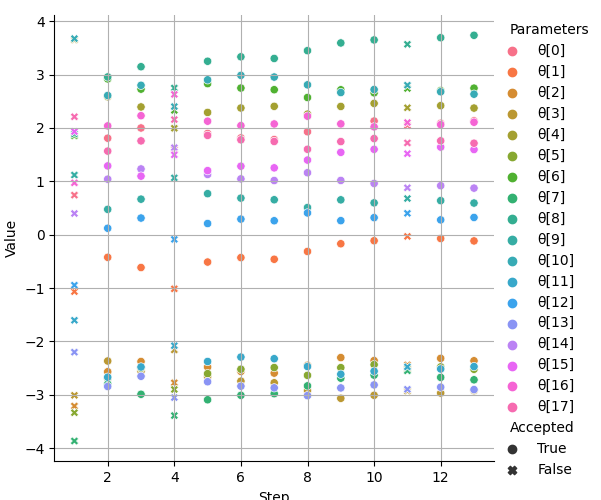 4
3
2
1
0
−1
−2
−3
−4
Value
2
4
6
8
10
12
Step
Parameters
θ[0]
θ[1]
θ[2]
θ[3]
θ[4]
θ[5]
θ[6]
θ[7]
θ[8]
θ[9]
θ[10]
θ[11]
θ[12]
θ[13]
θ[14]
θ[15]
θ[16]
θ[17]
Accepted
True
False